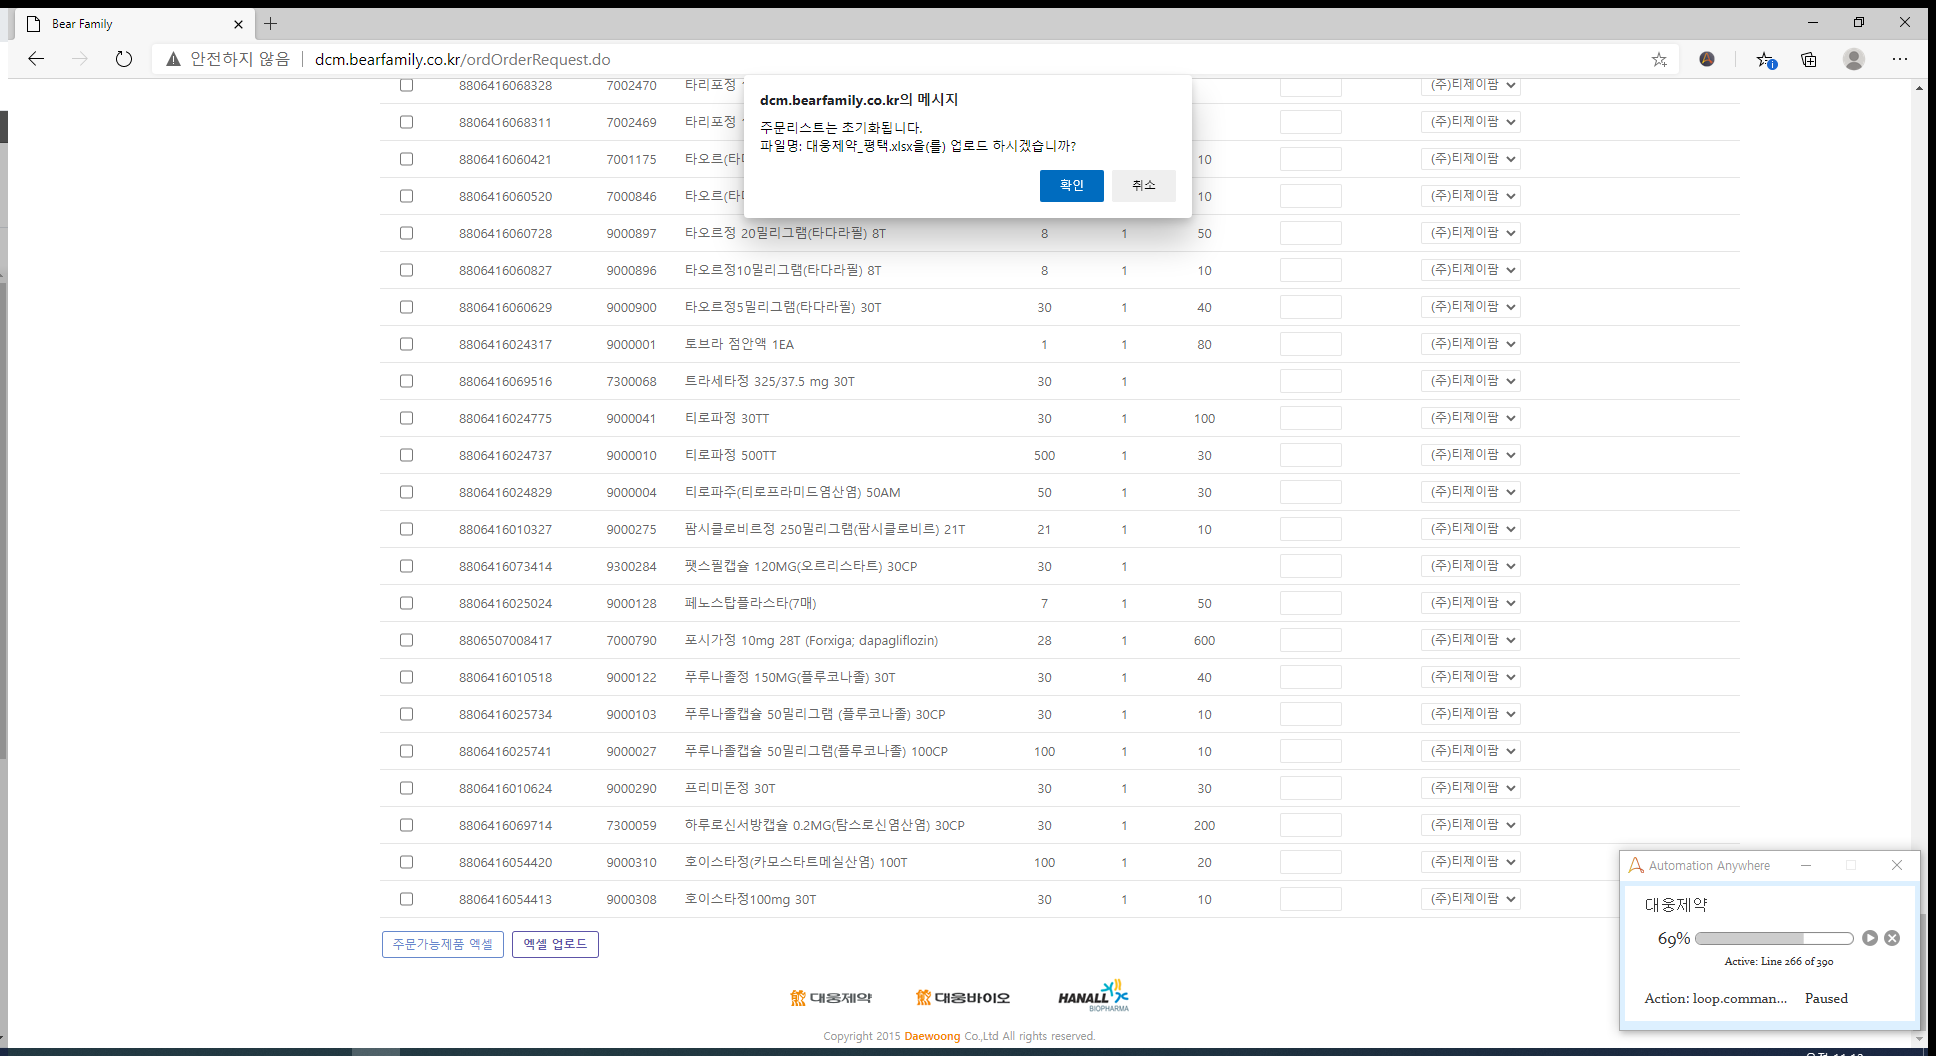 Bear Family
안전하지 않음 | dcm.bearfamily.co.kr/ordOrderRequest.do
dcm.bearfamily.co.kr의 메시지
주문리스트는 초기화됩니다.
파일명: 대웅제약_평택.xlsx을(를) 업로드 하시겠습니까?
확인 취소
8806416068328 7002470 타리포정 (주)티제이팜
8806416068311 7002469 타리포정 (주)티제이팜
8806416060421 7001175 타오르(타 10 (주)티제이팜
8806416060520 7000846 타오르(타 10 (주)티제이팜
8806416060728 9000897 타오르정 20밀리그램(타다라필) 8T 8 1 50 (주)티제이팜
8806416060827 9000896 타오르정10밀리그램(타다라필) 8T 8 1 10 (주)티제이팜
8806416060629 9000900 타오르정5밀리그램(타다라필) 30T 30 1 40 (주)티제이팜
8806416024317 9000001 토브라 점안액 1EA 1 1 80 (주)티제이팜
8806416069516 7300068 트라세타정 325/37.5 mg 30T 30 1 (주)티제이팜
8806416024775 9000041 티로파정 30TT 30 1 100 (주)티제이팜
8806416024737 9000010 티로파정 500TT 500 1 30 (주)티제이팜
8806416024829 9000004 티로파주(티로프라미드염산염) 50AM 50 1 30 (주)티제이팜
8806416010327 9000275 팜시클로비르정 250밀리그램(팜시클로비르) 21T 21 1 10 (주)티제이팜
8806416073414 9300284 팻스필캡슐 120MG(오르리스타트) 30CP 30 1 (주)티제이팜
8806416025024 9000128 페노스탑플라스타(7매) 7 1 50 (주)티제이팜
8806507008417 7000790 포시가정 10mg 28T (Forxiga; dapagliflozin) 28 1 600 (주)티제이팜
8806416010518 9000122 푸루나졸정 150MG(플루코나졸) 30T 30 1 40 (주)티제이팜
8806416025734 9000103 푸루나졸캡슐 50밀리그램 (플루코나졸) 30CP 30 1 10 (주)티제이팜
8806416025741 9000027 푸루나졸캡슐 50밀리그램(플루코나졸) 100CP 100 1 10 (주)티제이팜
8806416010624 9000290 프리미돈정 30T 30 1 30 (주)티제이팜
8806416069714 7300059 하루로신서방캡슐 0.2MG(탐스로신염산염) 30CP 30 1 200 (주)티제이팜
8806416054420 9000310 호이스타정(카모스타트메실산염) 100T 100 1 20 (주)티제이팜
8806416054413 9000308 호이스타정100mg 30T 30 1 10 (주)티제이팜
주문가능제품 엑셀 엑셀 업로드
대웅제약 대웅바이오 HANALL BIOPHARMA
Copyright 2015 Daewoong Co.,Ltd All rights reserved.
Automation Anywhere
대웅제약
69%
Active: Line 266 of 390
Action: loop.comman... Paused